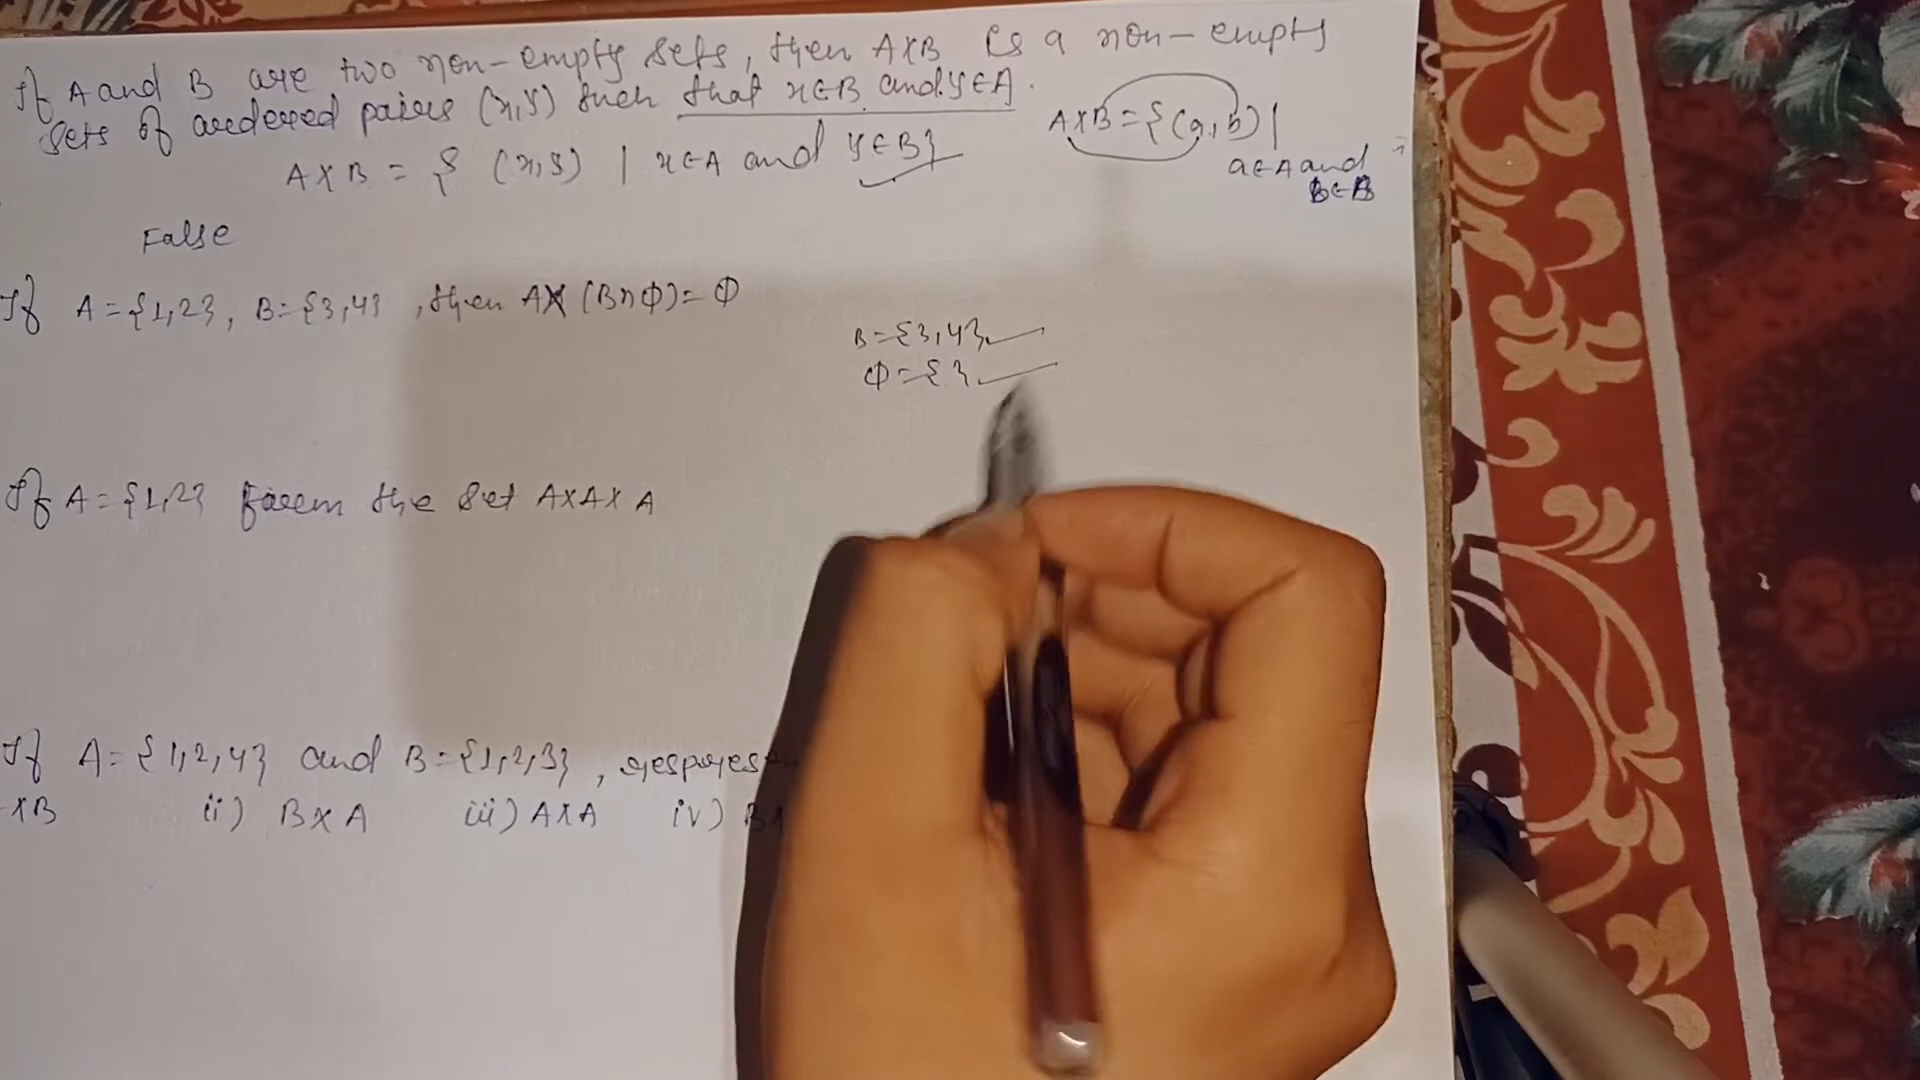 If A and B are two non-empty sets, then A×B is a non-empty
sets of ordered paires (x,y) such that x∈B and y∈A.
A×B = { (x,y) | x∈A and y∈B}
A×B = {(a,b) |
a∈A and
B∈B
False
If A={1,2}, B={3,4}, then A×(B∩Φ)=Φ
B={3,4}
Φ={ }
If A={1,2} form the set A×A×A
If A={1,2,4} and B={1,2,3},
×B ii) B×A iii) A×A iv) B×